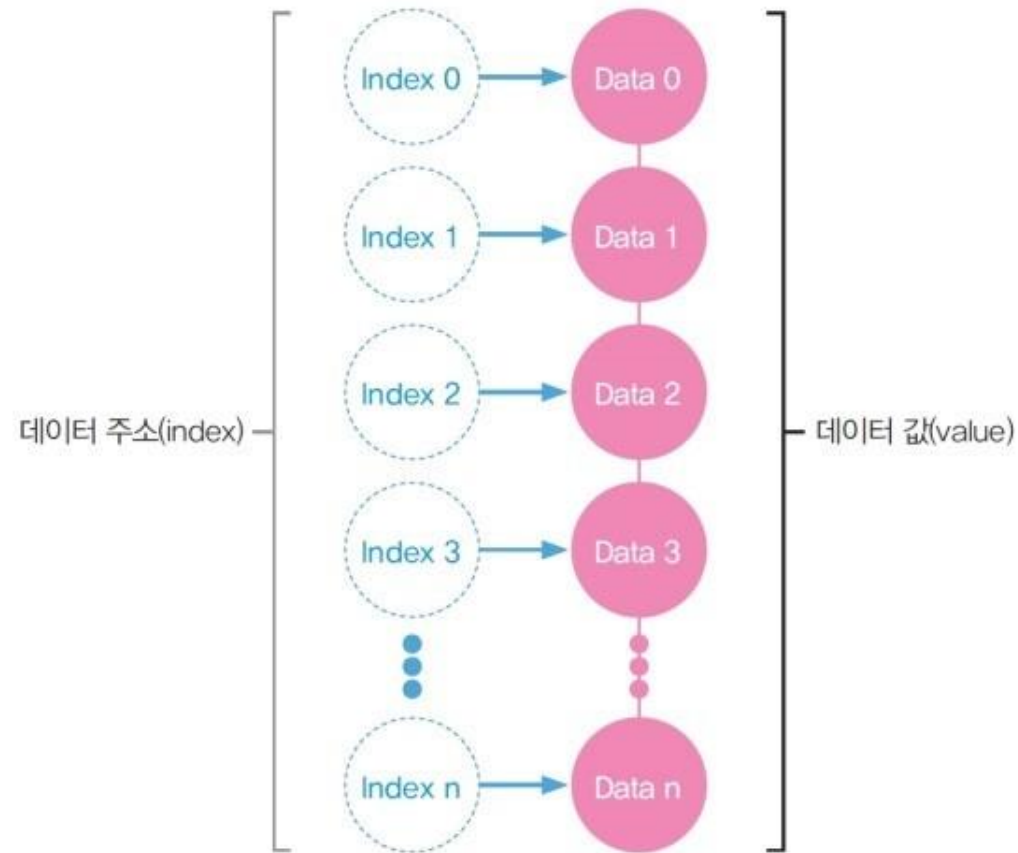 Index 0 Data 0
Index 1 Data 1
Index 2 Data 2
데이터 주소(index) 데이터 값(value)
Index 3 Data 3
Index n Data n